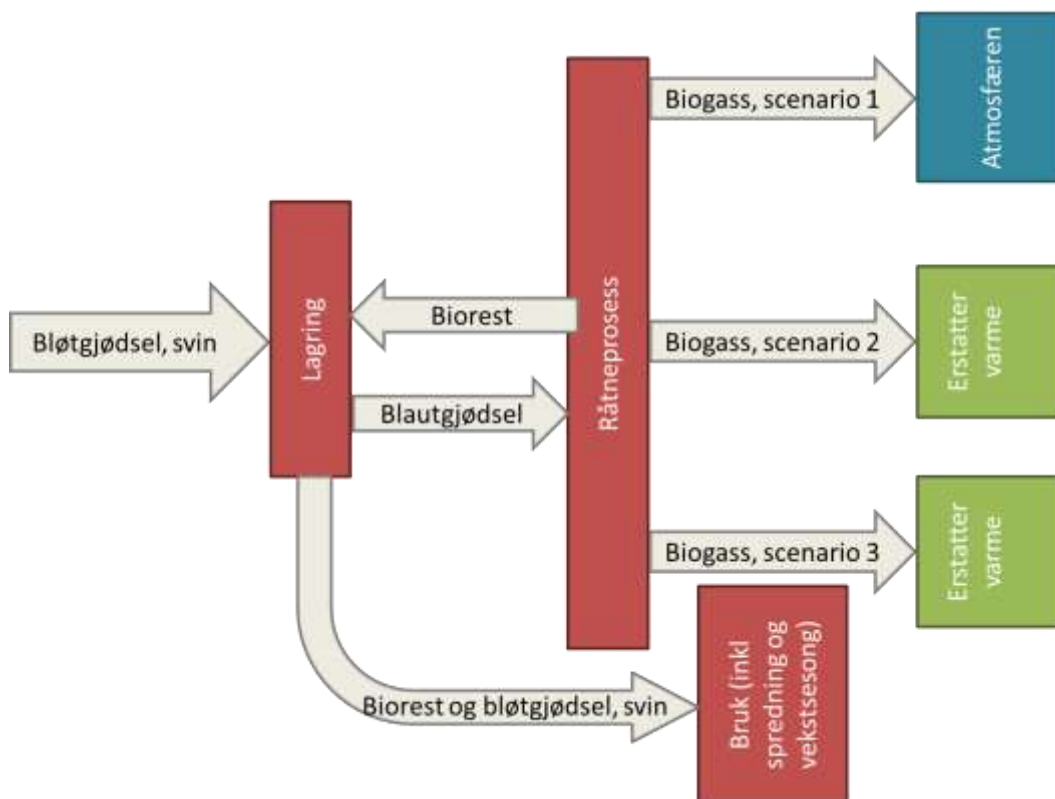 Bløtgjødsel, svin
Lagring
Biorest
Blautgjødsel
Råtneprosess
Biogass, scenario 1
Atmosfæren
Biogass, scenario 2
Erstatter
varme
Biogass, scenario 3
Erstatter
varme
Biorest og bløtgjødsel, svin
Bruk (inkl
spredning og
vekstsesong)